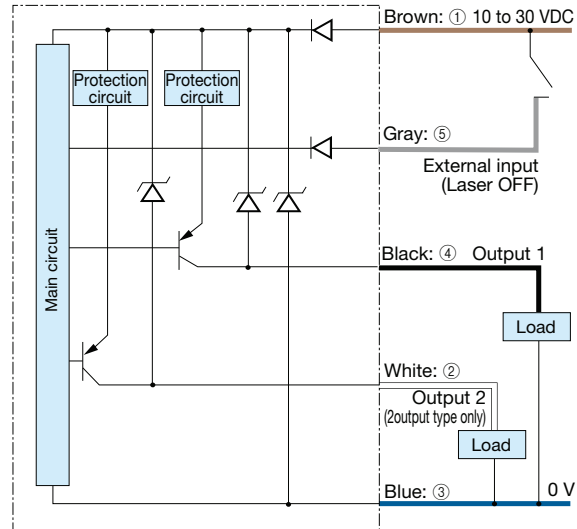 Brown: ① 10 to 30 VDC
Protection
circuit
Protection
circuit
Gray: ⑤
External input
(Laser OFF)
Main circuit
Black: ④ Output 1
Load
White: ②
Output 2
(2output type only)
Load
Blue: ③ 0 V